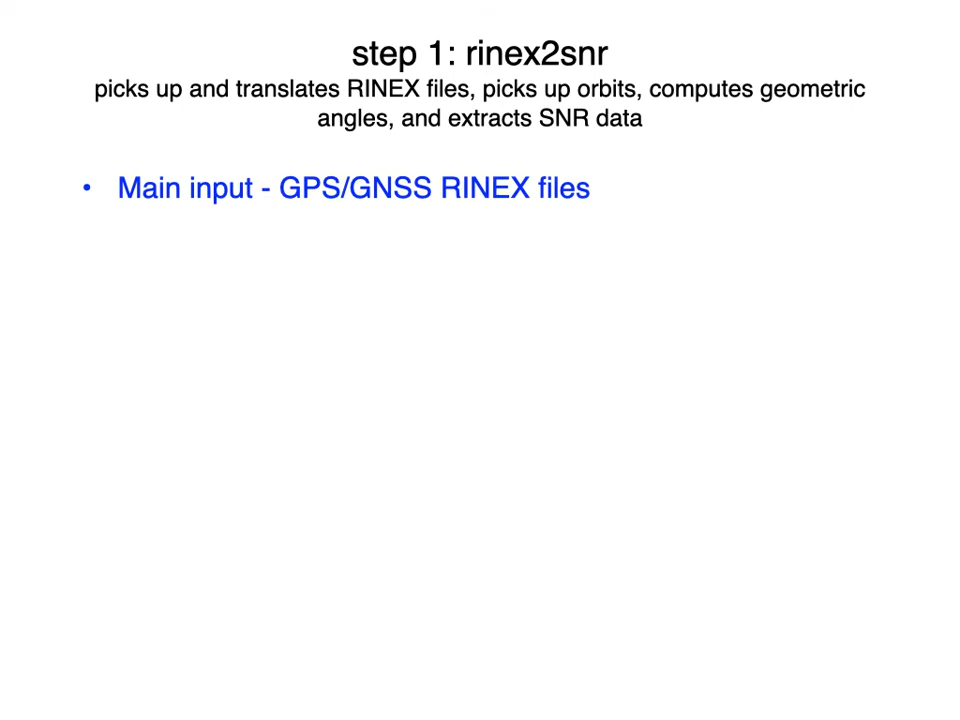 step 1: rinex2snr
picks up and translates RINEX files, picks up orbits, computes geometric
angles, and extracts SNR data
• Main input - GPS/GNSS RINEX files